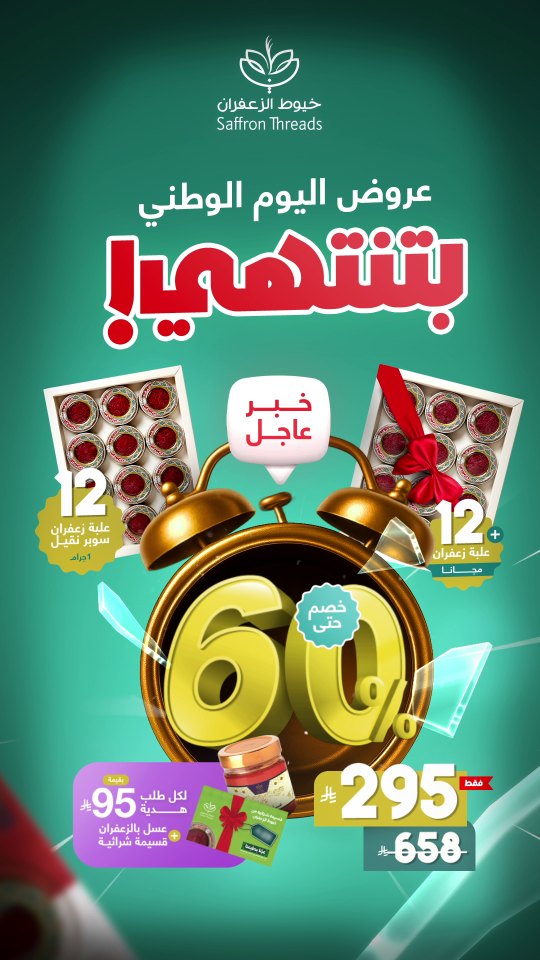 خيوط الزعفران
Saffron Threads
عروض اليوم الوطني
بتنتهي!
خبر
عاجل
12
علبة زعفران
سوبر نقيل
1جرام
+12
علبة زعفران
مجانا
خصم
حتى
60%
بقيمة
لكل طلب
هدية
95
عسل بالزعفران
+ قسيمة شرائية
فقط
295
658